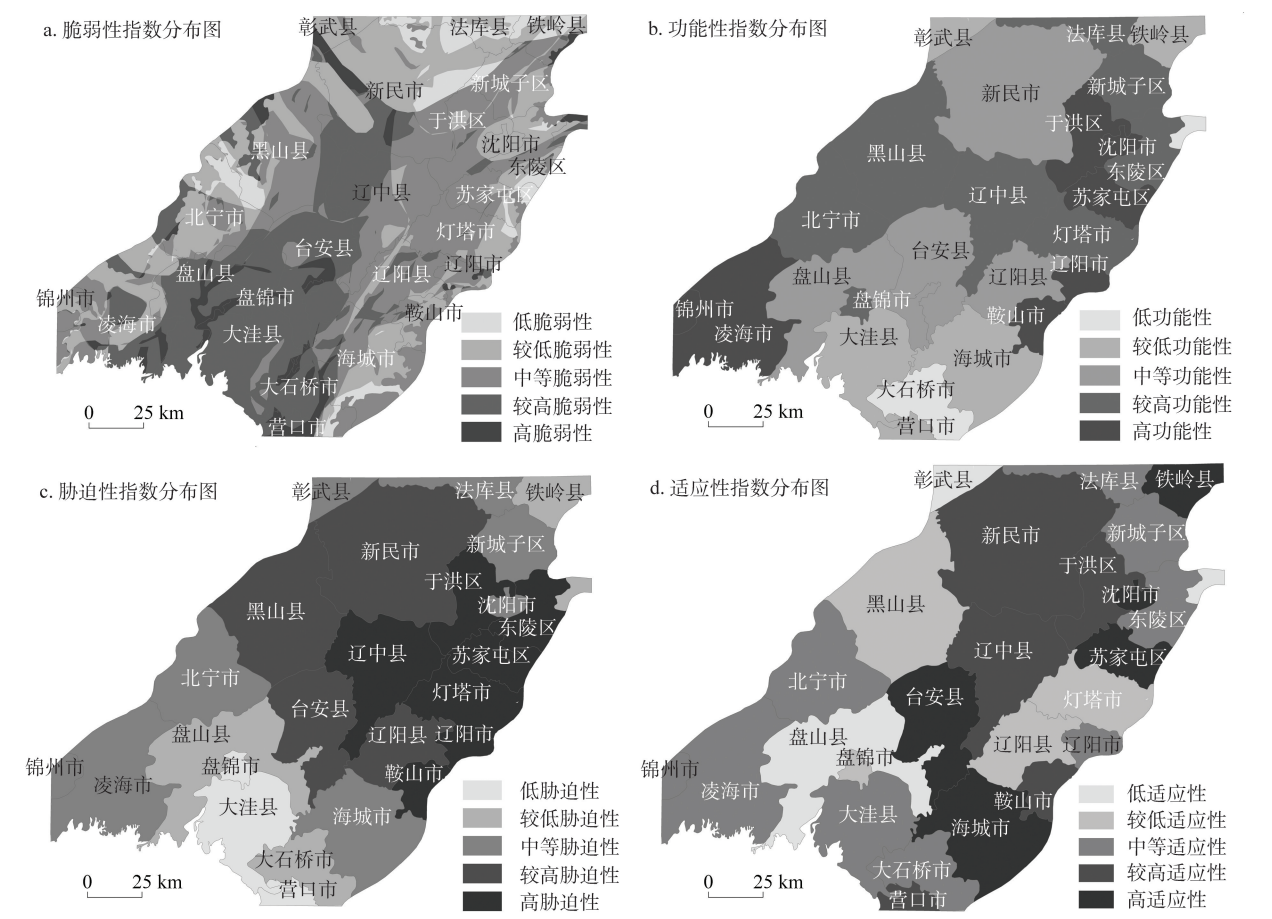 a. 脆弱性指数分布图
彰武县
法库县
铁岭县
新民市
新城子区
于洪区
沈阳市
东陵区
黑山县
辽中县
苏家屯区
北宁市
灯塔市
台安县
辽阳市
盘山县
辽阳县
锦州市
盘锦市
鞍山市
凌海市
大洼县
海城市
大石桥市
营口市
低脆弱性
较低脆弱性
中等脆弱性
较高脆弱性
高脆弱性
0 25 km
b. 功能性指数分布图
彰武县
法库县
铁岭县
新民市
新城子区
于洪区
沈阳市
黑山县
东陵区
辽中县
苏家屯区
北宁市
灯塔市
台安县
辽阳市
盘山县
辽阳县
盘锦市
锦州市
鞍山市
凌海市
大洼县
海城市
大石桥市
营口市
低功能性
较低功能性
中等功能性
较高功能性
高功能性
0 25 km
c. 胁迫性指数分布图
彰武县
法库县
铁岭县
新民市
新城子区
于洪区
沈阳市
黑山县
东陵区
辽中县
苏家屯区
北宁市
灯塔市
台安县
盘山县
辽阳县
辽阳市
锦州市
盘锦市
鞍山市
凌海市
大洼县
海城市
大石桥市
营口市
低胁迫性
较低胁迫性
中等胁迫性
较高胁迫性
高胁迫性
0 25 km
d. 适应性指数分布图
彰武县
法库县
铁岭县
新民市
新城子区
于洪区
沈阳市
黑山县
东陵区
辽中县
苏家屯区
北宁市
台安县
灯塔市
盘山县
辽阳县
辽阳市
盘锦市
锦州市
凌海市
鞍山市
大洼县
海城市
大石桥市
营口市
低适应性
较低适应性
中等适应性
较高适应性
高适应性
0 25 km